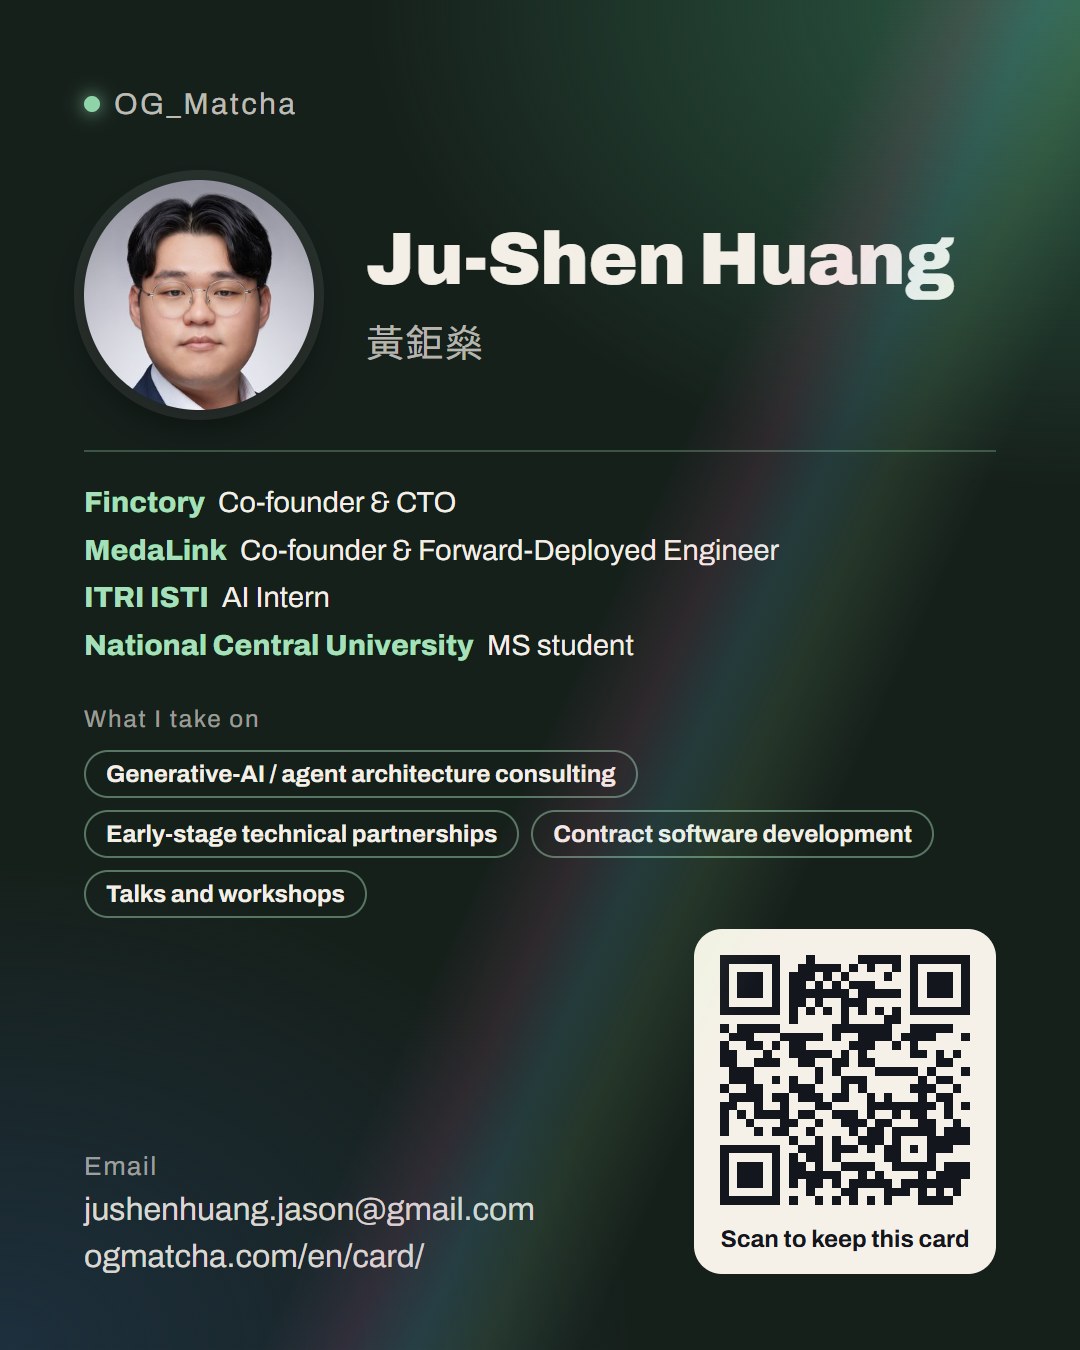 OG_Matcha
Ju-Shen Huang
黃鉅燊
Finctory Co-founder & CTO
MedaLink Co-founder & Forward-Deployed Engineer
ITRI ISTI AI Intern
National Central University MS student
What I take on
Generative-AI / agent architecture consulting
Early-stage technical partnerships
Contract software development
Talks and workshops
Email
jushenhuang.jason@gmail.com
ogmatcha.com/en/card/
Scan to keep this card